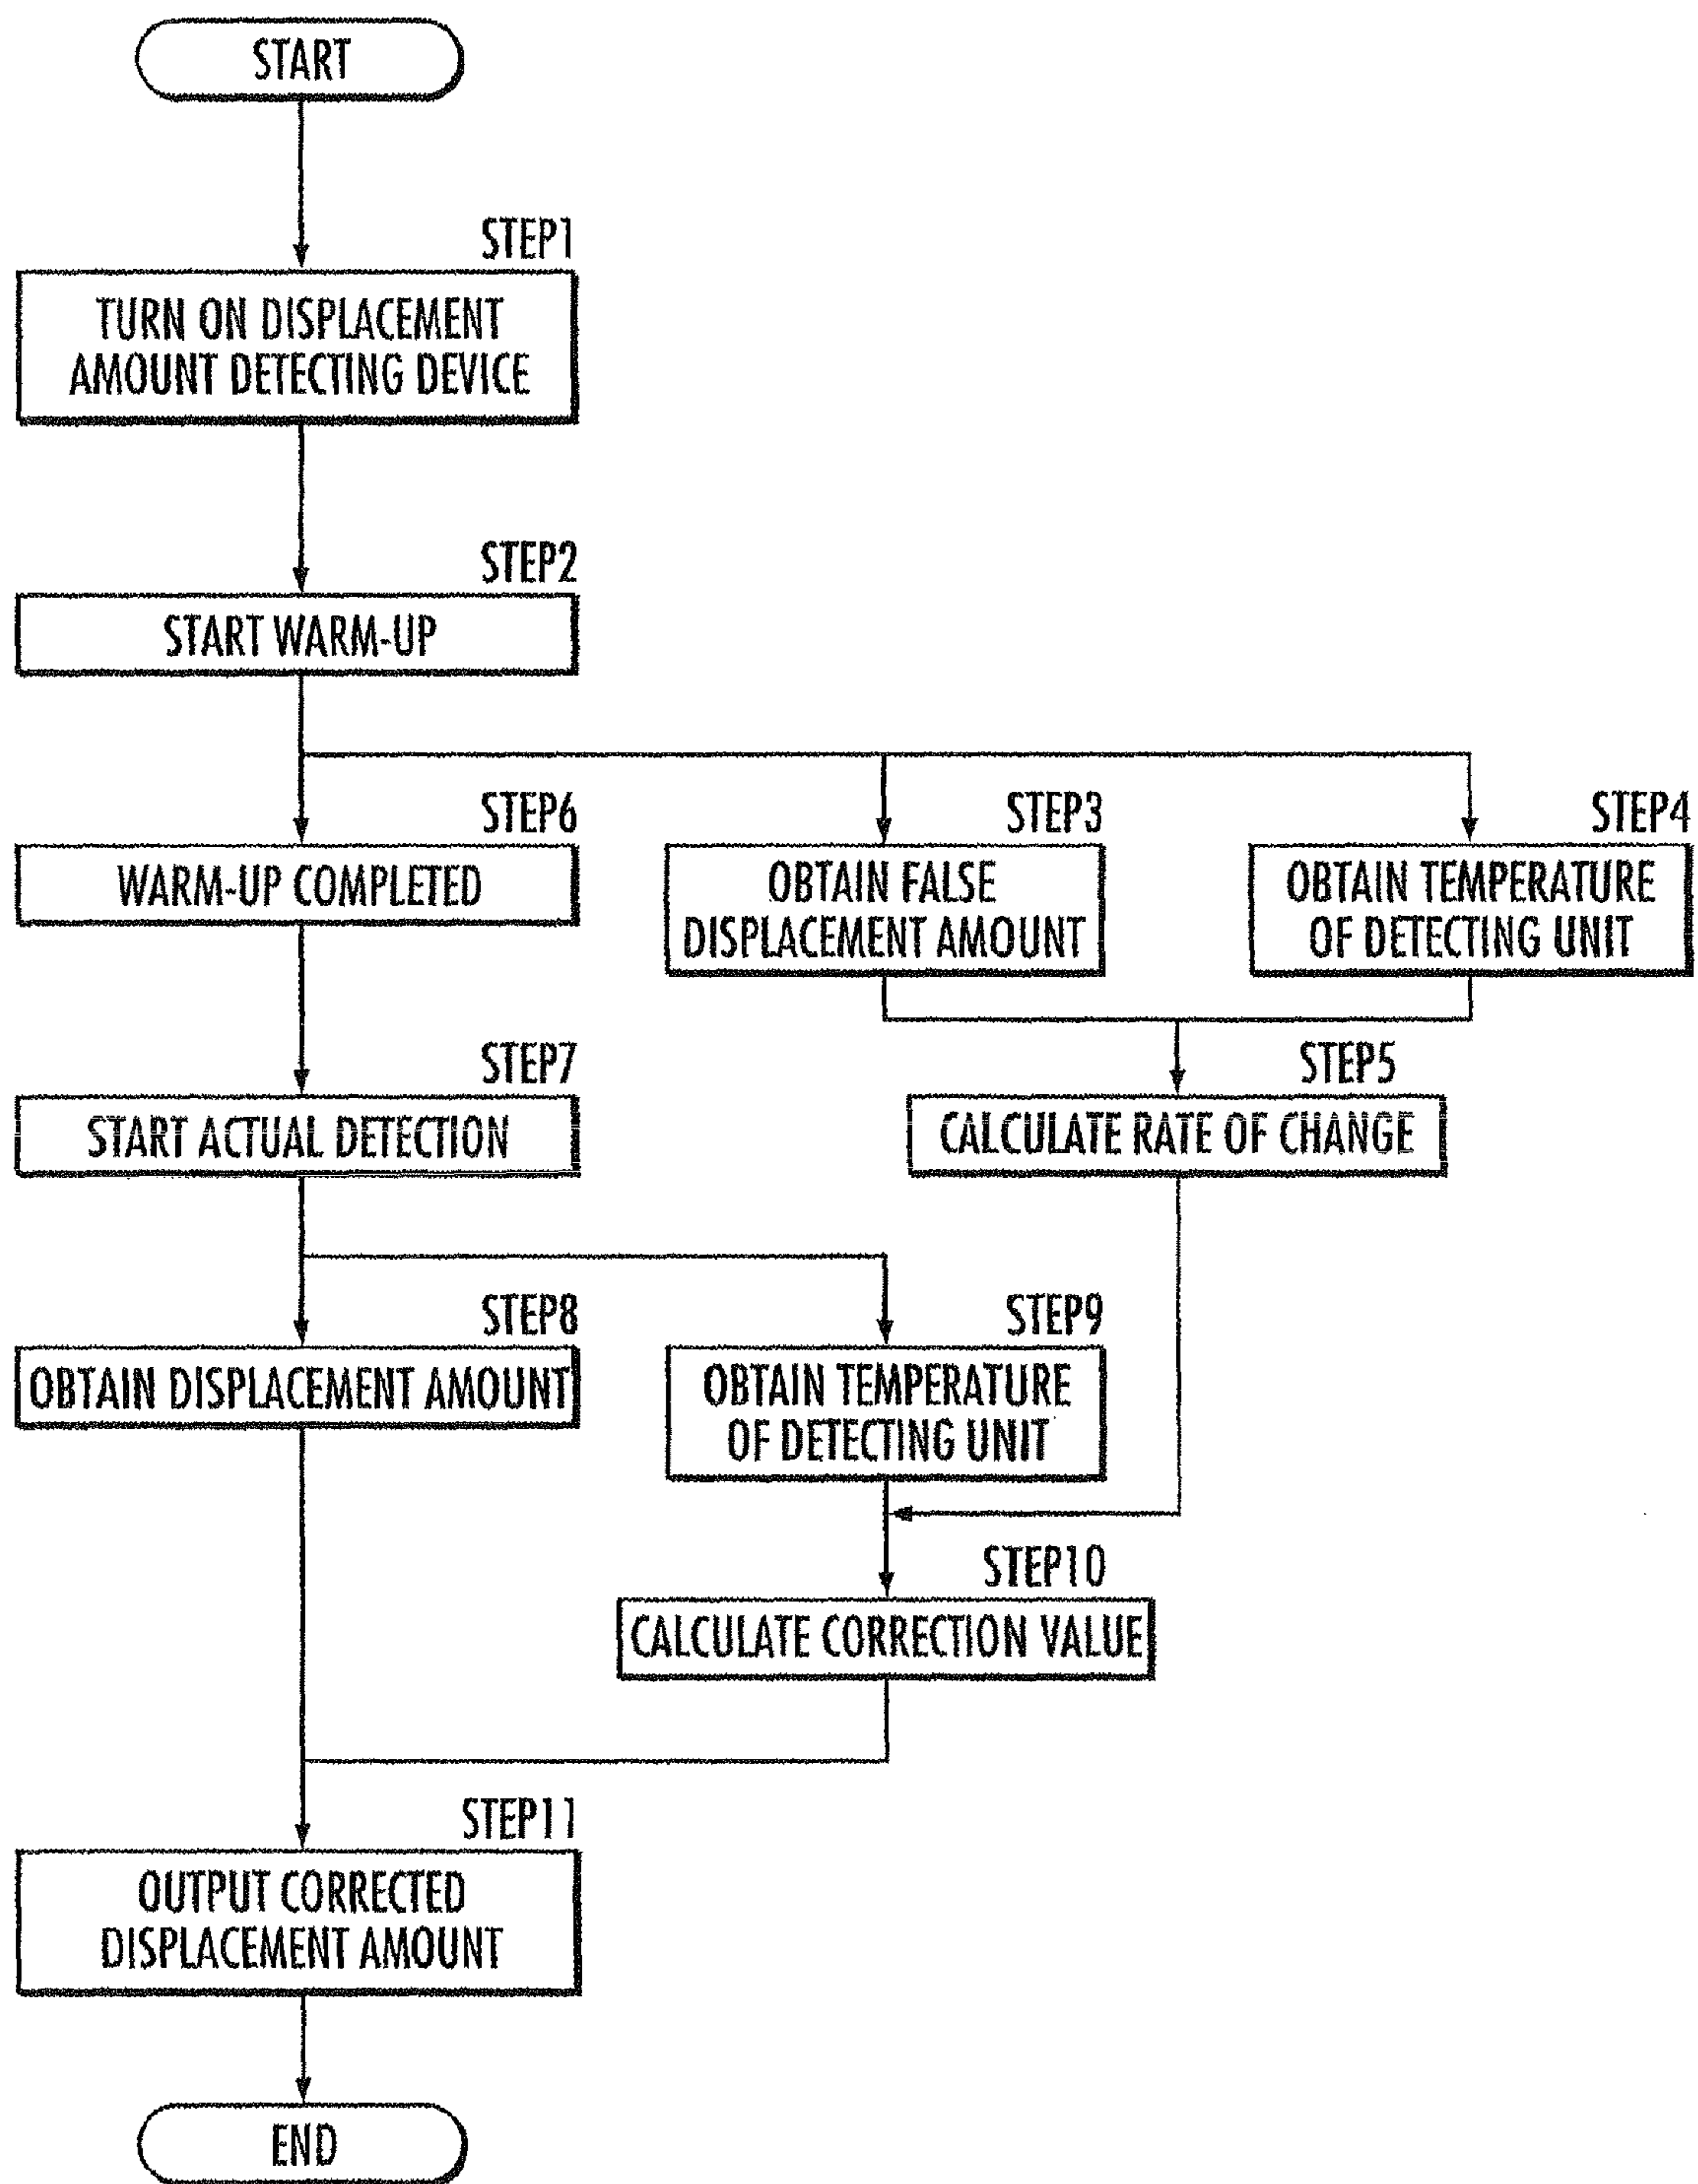 START
STEP1
TURN ON DISPLACEMENT
AMOUNT DETECTING DEVICE
STEP2
START WARM-UP
STEP6
WARM-UP COMPLETED
STEP3
OBTAIN FALSE
DISPLACEMENT AMOUNT
STEP4
OBTAIN TEMPERATURE
OF DETECTING UNIT
STEP7
START ACTUAL DETECTION
STEP5
CALCULATE RATE OF CHANGE
STEP8
OBTAIN DISPLACEMENT AMOUNT
STEP9
OBTAIN TEMPERATURE
OF DETECTING UNIT
STEP10
CALCULATE CORRECTION VALUE
STEP11
OUTPUT CORRECTED
DISPLACEMENT AMOUNT
END